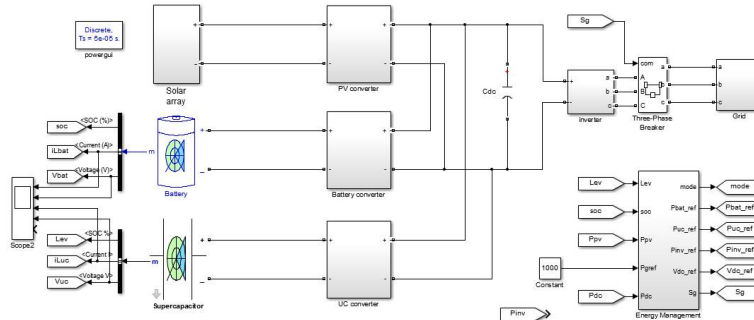 Discrete,
Ts = 5e-05 s.
powergui
+
-
Solar
array
+
-
+
-
PV converter
Cdc
+
Sg
com
A
B
C
a
b
c
Three-Phase
Breaker
+
-
a
b
c
inverter
a
b
c
Grid
<SOC (%)>
soc
<Current (A)>
iLbat
<Voltage (V)>
Vbat
m
+
_
Battery
+
-
+
-
Battery converter
Scope2
<SOC %>
Lev
<Current I>
iLuc
<Voltage V>
Vuc
m
+
_
Supercapacitor
+
-
+
-
UC converter
Lev
soc
Ppv
1000
Constant
Pdc
Pinv
Lev
soc
Ppv
Pgref
Pdc
mode
Pbat_ref
Puc_ref
Pinv_ref
Vdc_ref
Sg
Energy Management
mode
Pbat_ref
Puc_ref
Pinv_ref
Vdc_ref
Sg